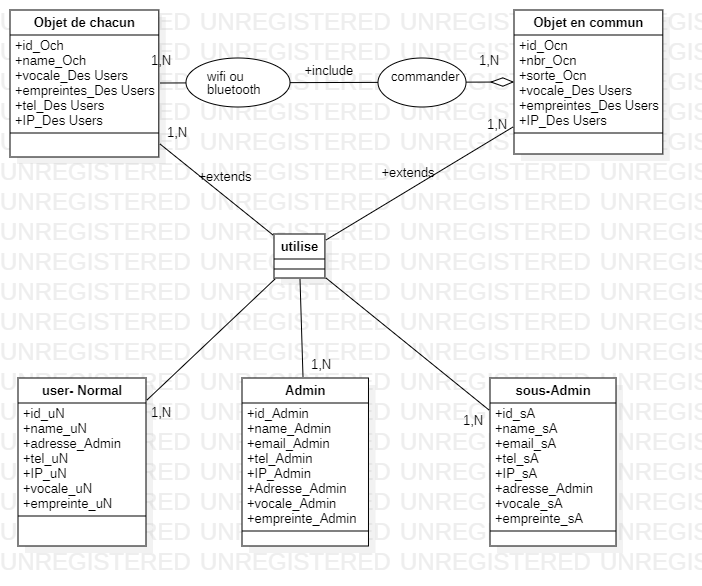 Objet de chacun
+id_Och
+name_Och
+vocale_Des Users
+empreintes_Des Users
+tel_Des Users
+IP_Des Users
1,N
1,N
wifi ou
bluetooth
+include
commander
1,N
1,N
Objet en commun
+id_Ocn
+nbr_Ocn
+sorte_Ocn
+vocale_Des Users
+empreintes_Des Users
+IP_Des Users
+extends
+extends
utilise
1,N
1,N
1,N
user- Normal
+id_uN
+name_uN
+adresse_Admin
+tel_uN
+IP_uN
+vocale_uN
+empreinte_uN
Admin
+id_Admin
+name_Admin
+email_Admin
+tel_Admin
+IP_Admin
+Adresse_Admin
+vocale_Admin
+empreinte_Admin
sous-Admin
+id_sA
+name_sA
+email_sA
+tel_sA
+IP_sA
+adresse_Admin
+vocale_sA
+empreinte_sA
UNREGISTERED